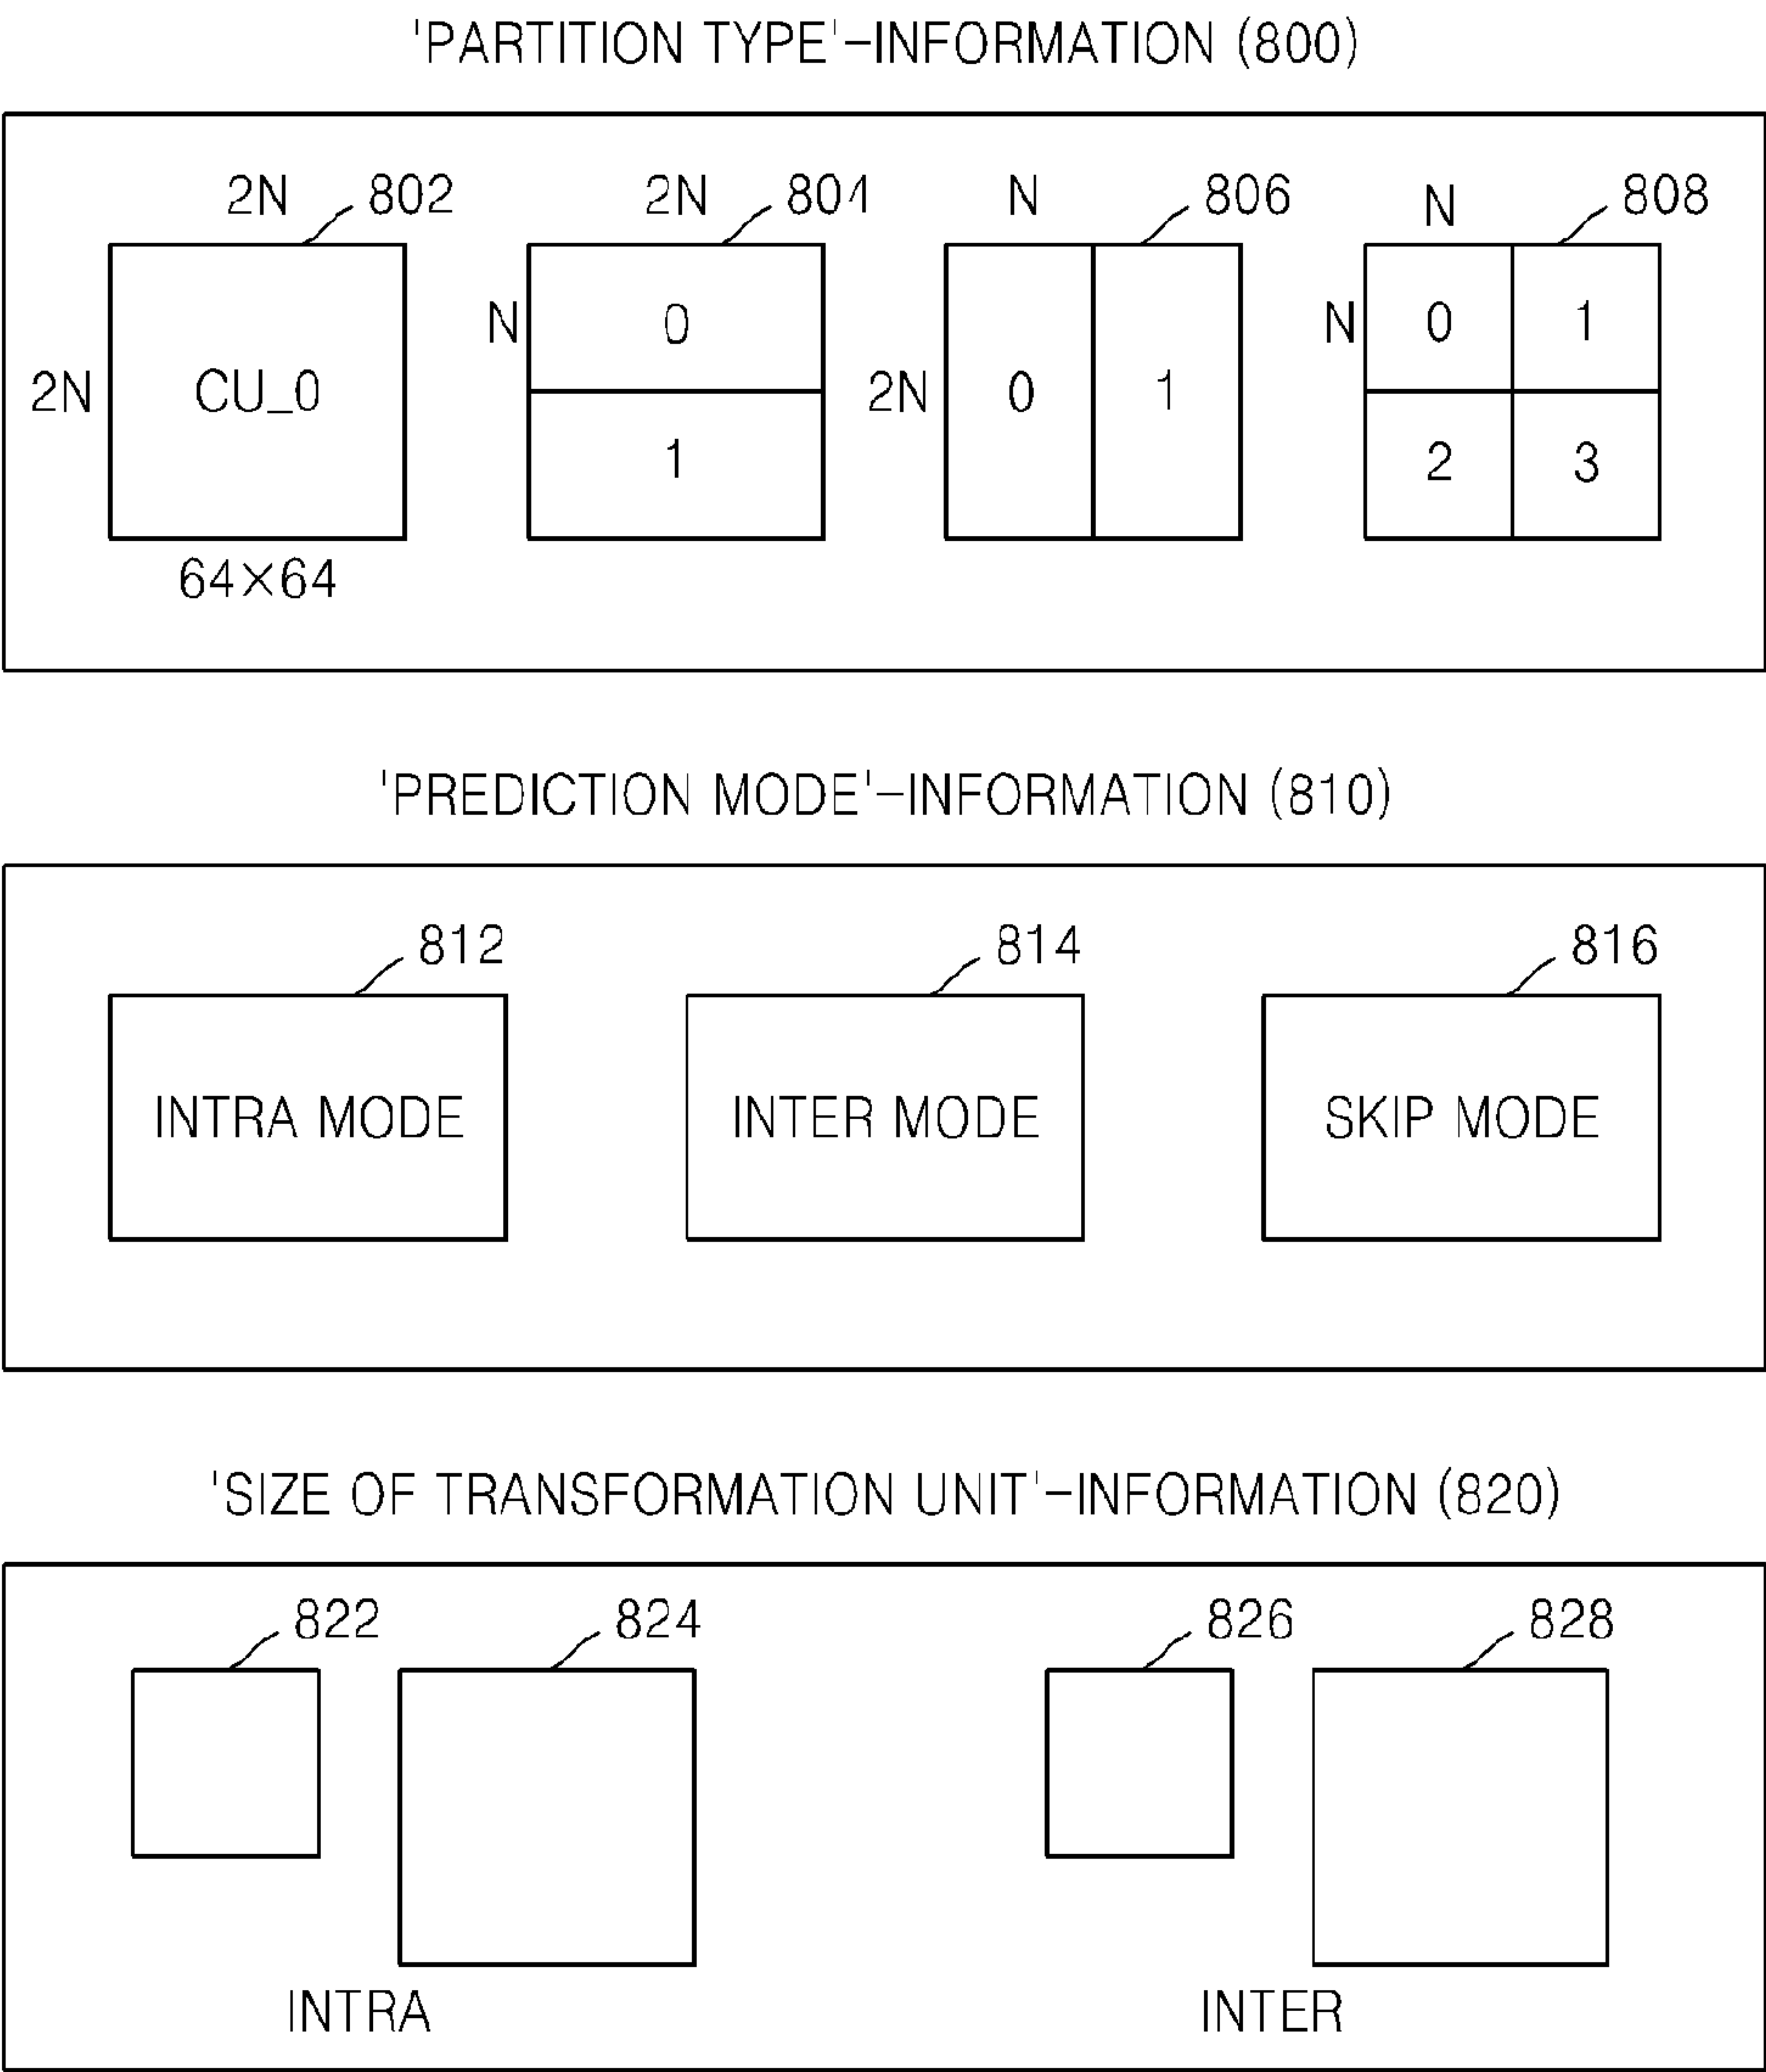 'PARTITION TYPE'-INFORMATION (800)
2N 802 2N 804 N 806 N 808
N 0 N 0 1
2N CU_0 2N 0 1
1 2 3
64×64
'PREDICTION MODE'-INFORMATION (810)
812 814 816
INTRA MODE INTER MODE SKIP MODE
'SIZE OF TRANSFORMATION UNIT'-INFORMATION (820)
822 824 826 828
INTRA INTER